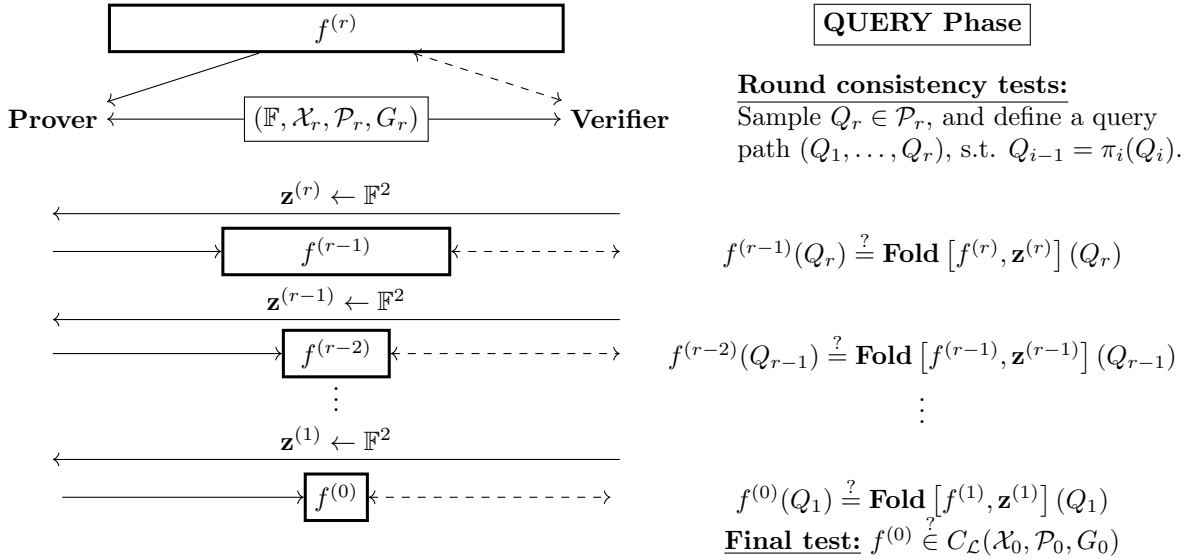 f^{(r)}
Prover
(𝔽, 𝒳_r, 𝒫_r, G_r)
Verifier
z^{(r)} ← 𝔽^2
f^{(r−1)}
z^{(r−1)} ← 𝔽^2
f^{(r−2)}
⋮
z^{(1)} ← 𝔽^2
f^{(0)}
QUERY Phase
Round consistency tests:
Sample Q_r ∈ 𝒫_r, and define a query
path (Q_1, . . . , Q_r), s.t. Q_{i−1} = π_i(Q_i).
f^{(r−1)}(Q_r) ≟ Fold [f^{(r)}, z^{(r)}] (Q_r)
f^{(r−2)}(Q_{r−1}) ≟ Fold [f^{(r−1)}, z^{(r−1)}] (Q_{r−1})
⋮
f^{(0)}(Q_1) ≟ Fold [f^{(1)}, z^{(1)}] (Q_1)
Final test: f^{(0)} ∈^? C_ℒ(𝒳_0, 𝒫_0, G_0)